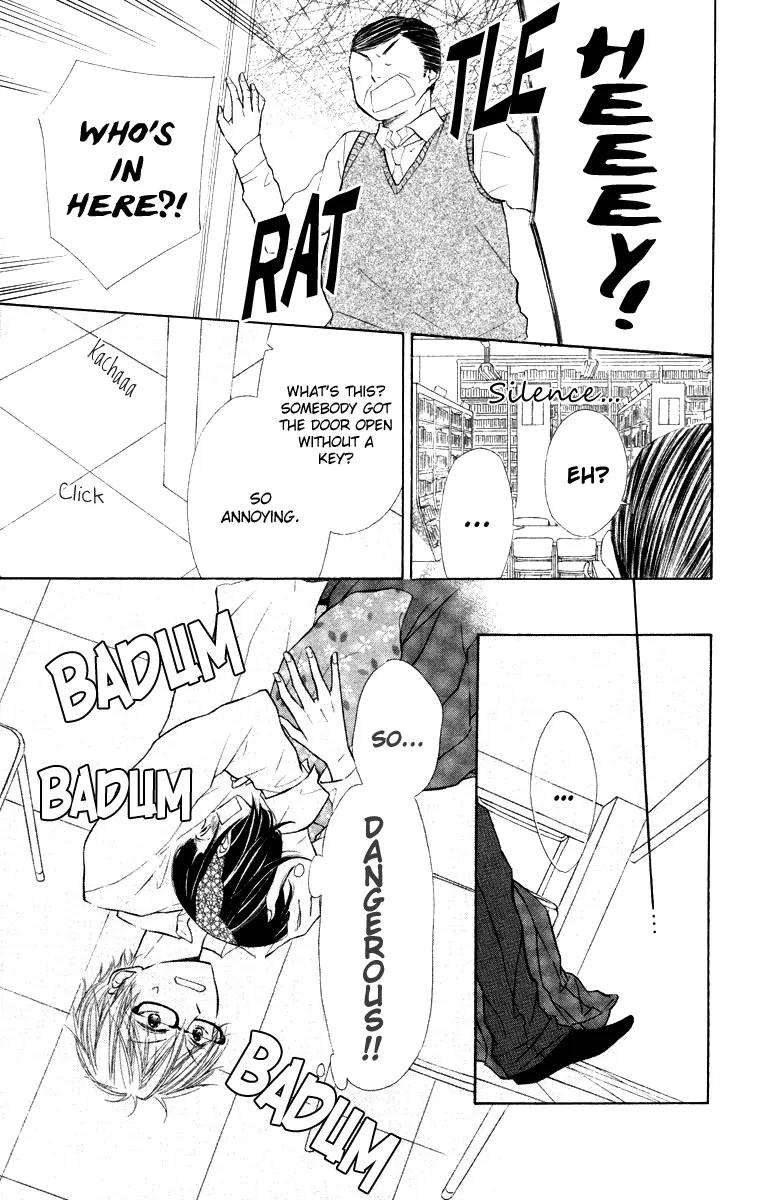 HEEEY!
RAT
TLE
WHO'S
IN
HERE?!
Silence...
EH?
...
WHAT'S THIS?
SOMEBODY GOT
THE DOOR OPEN
WITHOUT A
KEY?
SO
ANNOYING.
Kachaaa
Click
...
SO...
DANGEROUS!!
BADUM
BADUM
BADUM